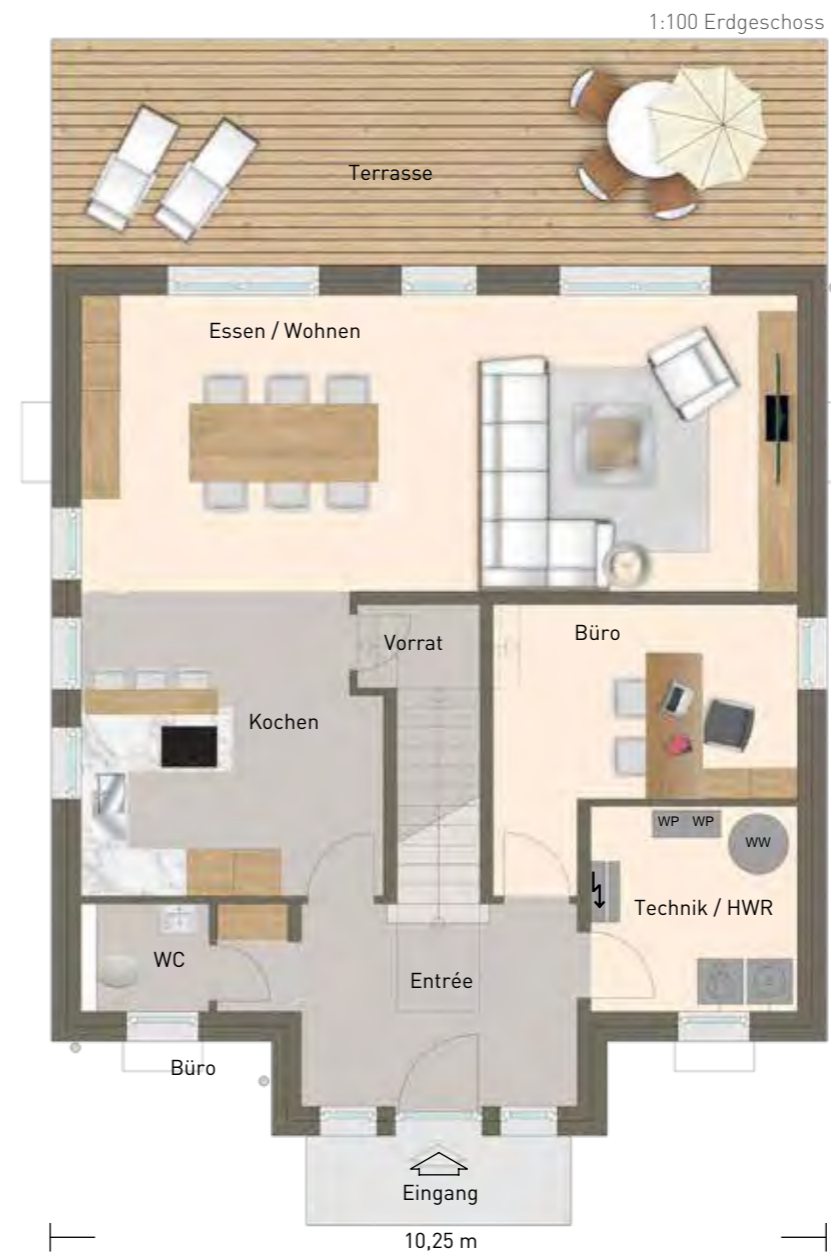 1:100 Erdgeschoss
Terrasse
Essen / Wohnen
Vorrat
Büro
Kochen
WP WP
WW
Technik / HWR
WC
Entrée
Büro
Eingang
10,25 m